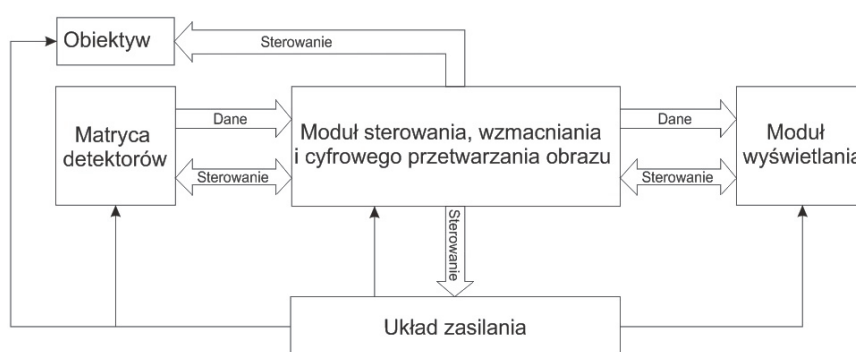 Obiektyw
Sterowanie
Matryca
detektorów
Dane
Sterowanie
Moduł sterowania, wzmacniania
i cyfrowego przetwarzania obrazu
Dane
Sterowanie
Moduł
wyświetlania
Sterowanie
Układ zasilania